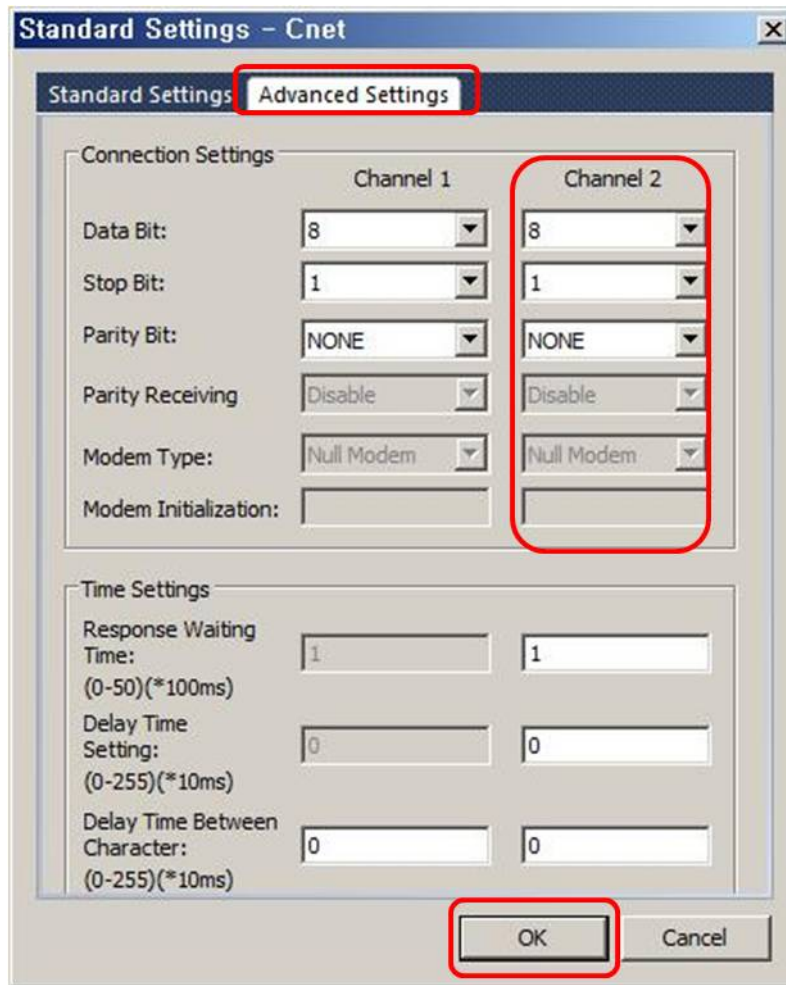 Standard Settings - Cnet
Standard Settings Advanced Settings
Connection Settings
Channel 1 Channel 2
Data Bit: 8 8
Stop Bit: 1 1
Parity Bit: NONE NONE
Parity Receiving Disable Disable
Modem Type: Null Modem Null Modem
Modem Initialization:
Time Settings
Response Waiting
Time: 1 1
(0-50)(*100ms)
Delay Time
Setting: 0 0
(0-255)(*10ms)
Delay Time Between
Character: 0 0
(0-255)(*10ms)
OK Cancel